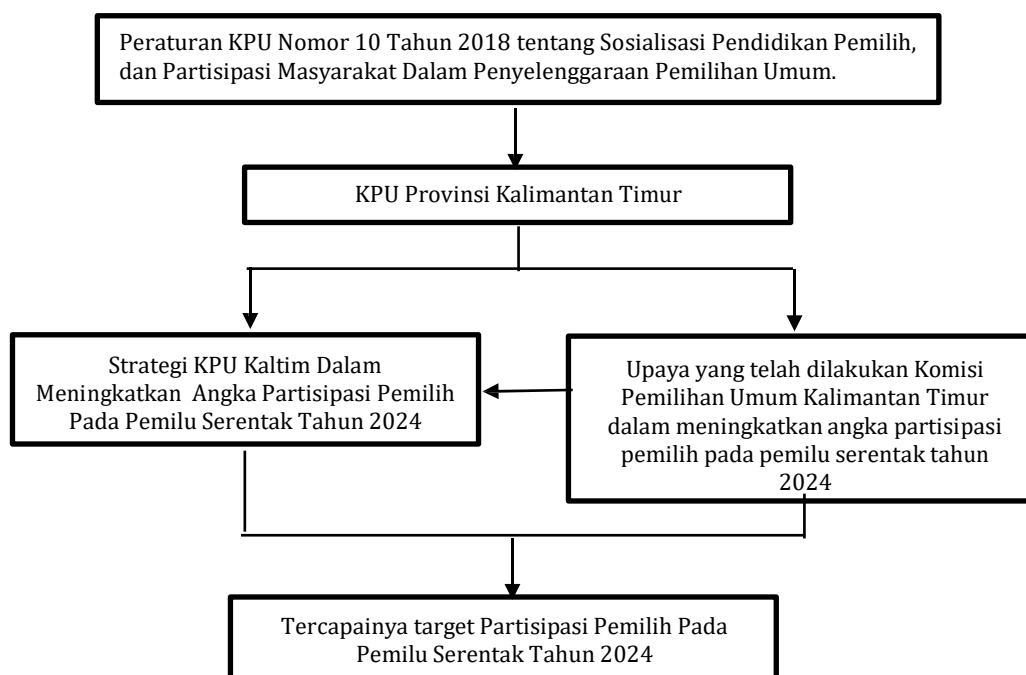 Peraturan KPU Nomor 10 Tahun 2018 tentang Sosialisasi Pendidikan Pemilih,
dan Partisipasi Masyarakat Dalam Penyelenggaraan Pemilihan Umum.
KPU Provinsi Kalimantan Timur
Strategi KPU Kaltim Dalam
Meningkatkan Angka Partisipasi Pemilih
Pada Pemilu Serentak Tahun 2024
Upaya yang telah dilakukan Komisi
Pemilihan Umum Kalimantan Timur
dalam meningkatkan angka partisipasi
pemilih pada pemilu serentak tahun
2024
Tercapainya target Partisipasi Pemilih Pada
Pemilu Serentak Tahun 2024